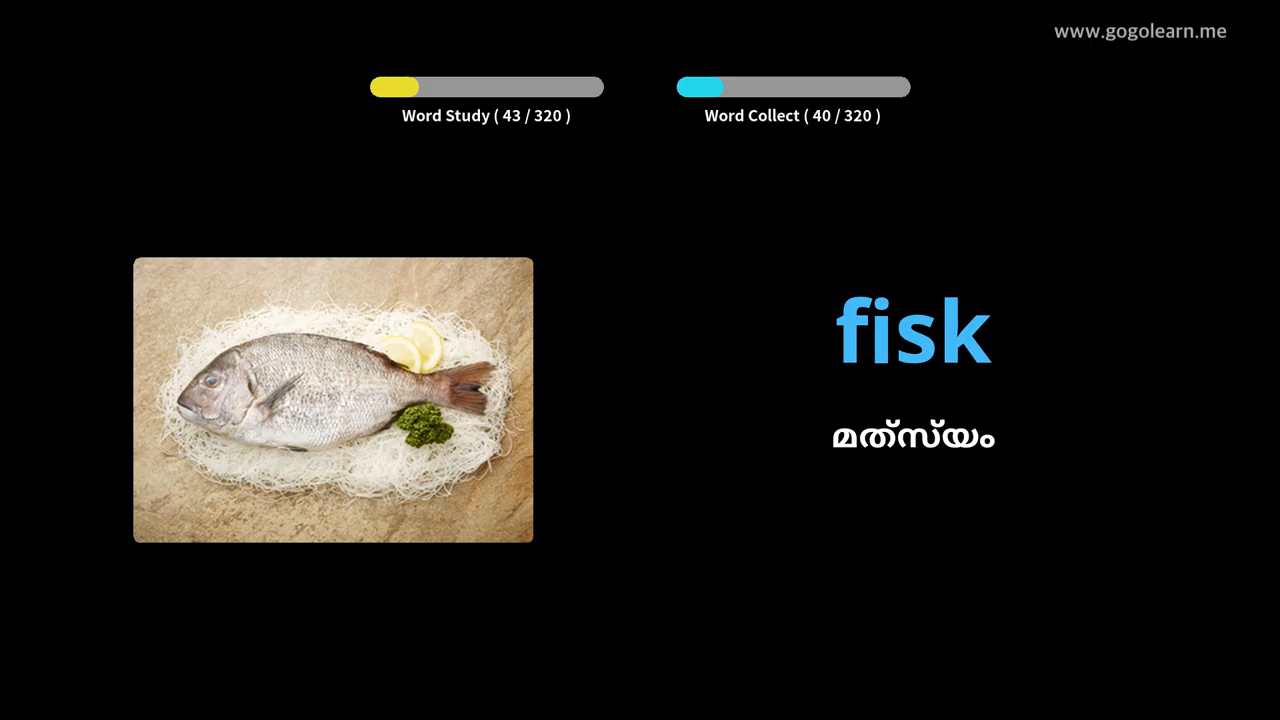 www.gogolearn.me
Word Study ( 43 / 320 )
Word Collect ( 40 / 320 )
fisk
മത്സ്യം